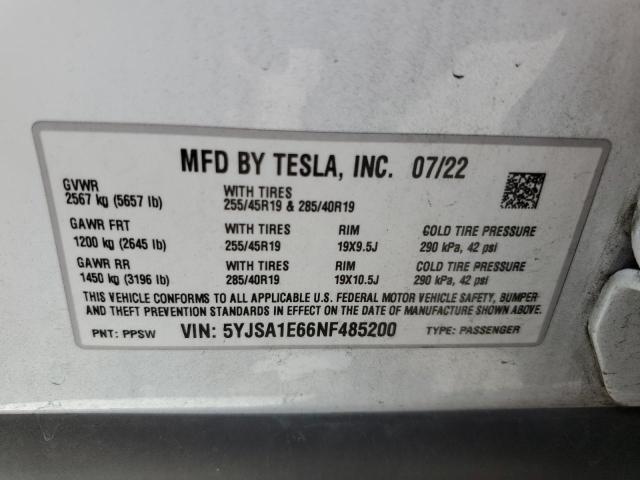 MFD BY TESLA, INC. 07/22
GVWR
2567 kg (5657 lb)
WITH TIRES
255/45R19 & 285/40R19
GAWR FRT
1200 kg (2645 lb)
WITH TIRES
255/45R19
RIM
19X9.5J
COLD TIRE PRESSURE
290 kPa, 42 psi
GAWR RR
1450 kg (3196 lb)
WITH TIRES
285/40R19
RIM
19X10.5J
COLD TIRE PRESSURE
290 kPa, 42 psi
THIS VEHICLE CONFORMS TO ALL APPLICABLE U.S. FEDERAL MOTOR VEHICLE SAFETY, BUMPER
AND THEFT STANDARDS IN EFFECT ON THE DATE OF MANUFACTURE SHOWN ABOVE.
PNT: PPSW VIN: 5YJSA1E66NF485200 TYPE: PASSENGER